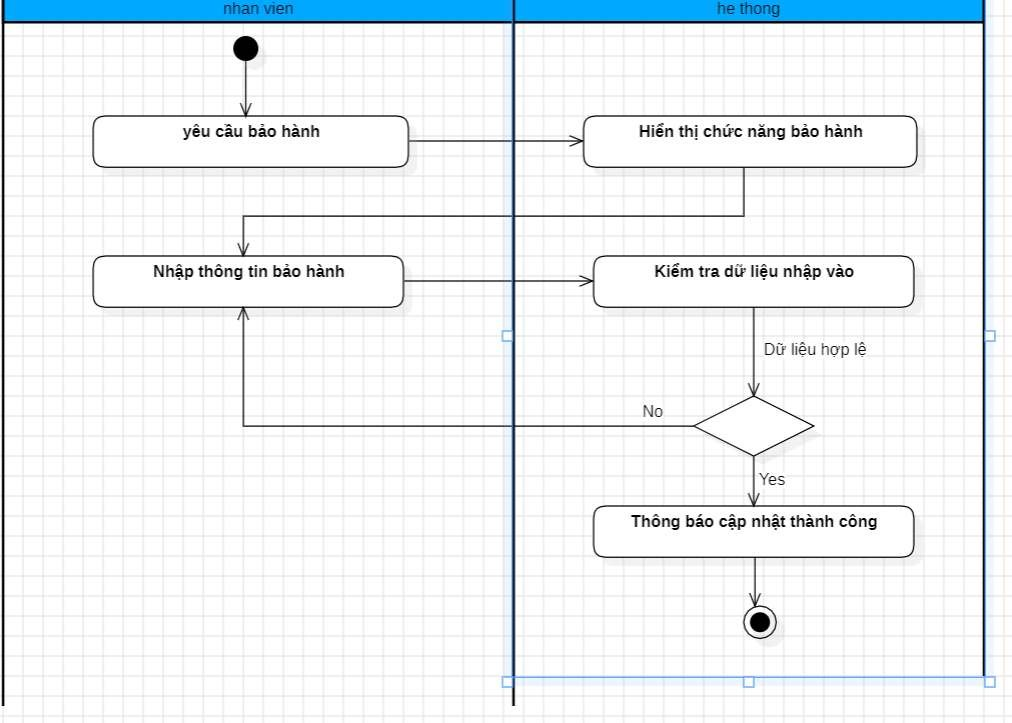 nhan vien
he thong
yêu cầu bảo hành
Hiển thị chức năng bảo hành
Nhập thông tin bảo hành
Kiểm tra dữ liệu nhập vào
Dữ liệu hợp lệ
No
Yes
Thông báo cập nhật thành công